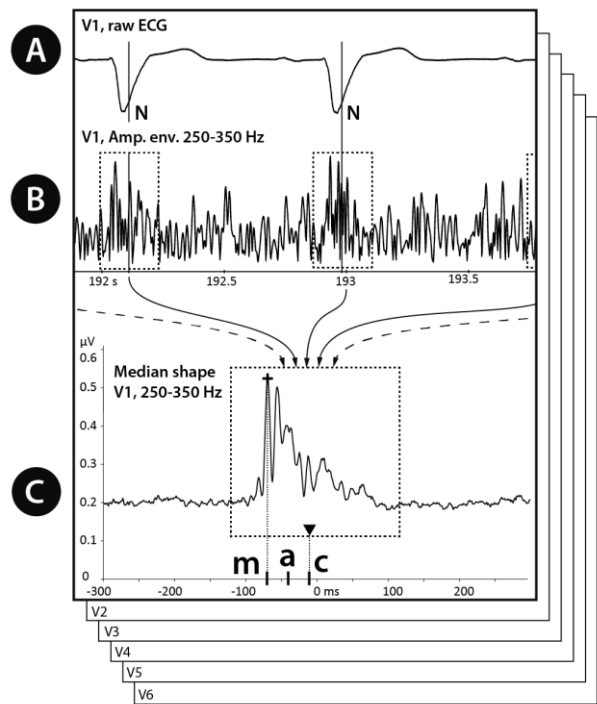 V1, raw ECG
A
N
N
V1, Amp. env. 250-350 Hz
B
192 s
192.5
193
193.5
µV
0.6
Median shape
V1, 250-350 Hz
0.5
0.4
0.3
C
0.2
0.1
m a c
0
-300 -200 -100 0 ms 100 200
V2
V3
V4
V5
V6